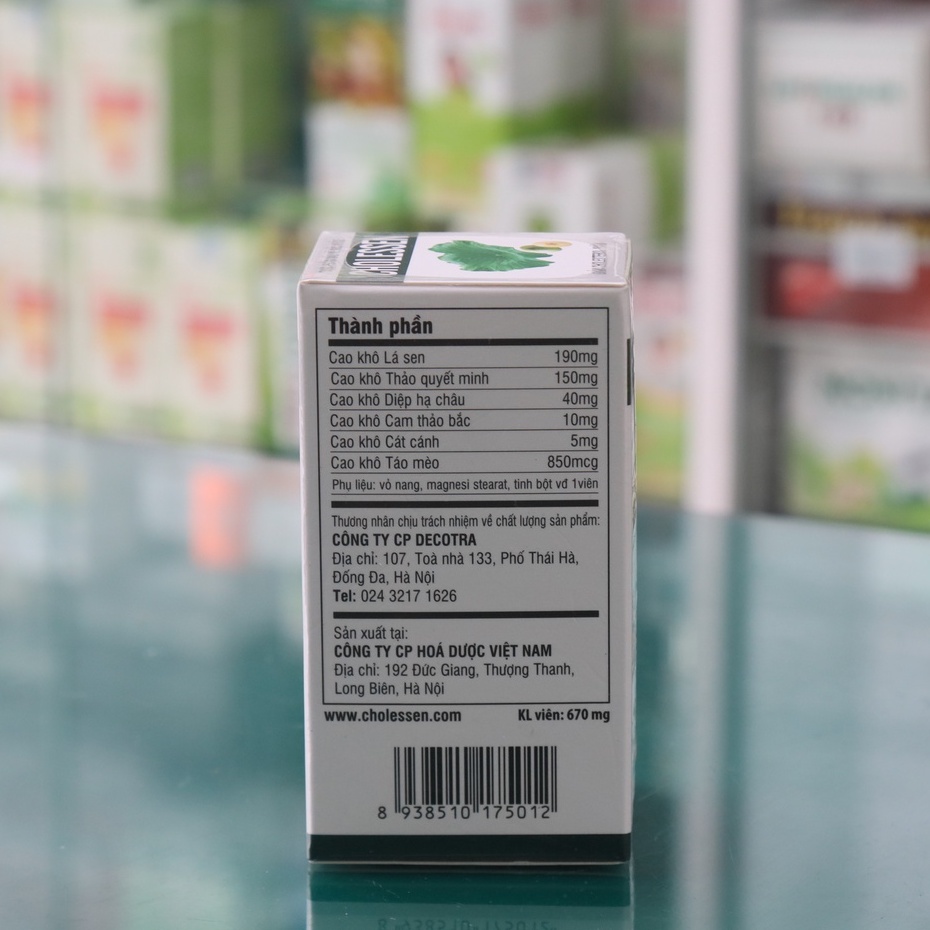 CHOLESSEN
Thành phần
Cao khô Lá sen 190mg
Cao khô Thảo quyết minh 150mg
Cao khô Diệp hạ châu 40mg
Cao khô Cam thảo bắc 10mg
Cao khô Cát cánh 5mg
Cao khô Táo mèo 850mcg
Phụ liệu: vỏ nang, magnesi stearat, tinh bột vđ 1viên
Thương nhân chịu trách nhiệm về chất lượng sản phẩm:
CÔNG TY CP DECOTRA
Địa chỉ: 107, Toà nhà 133, Phố Thái Hà,
Đống Đa, Hà Nội
Tel: 024 3217 1626
Sản xuất tại:
CÔNG TY CP HOÁ DƯỢC VIỆT NAM
Địa chỉ: 192 Đức Giang, Thượng Thanh,
Long Biên, Hà Nội
www.cholessen.com KL viên: 670 mg
8 938510 175012